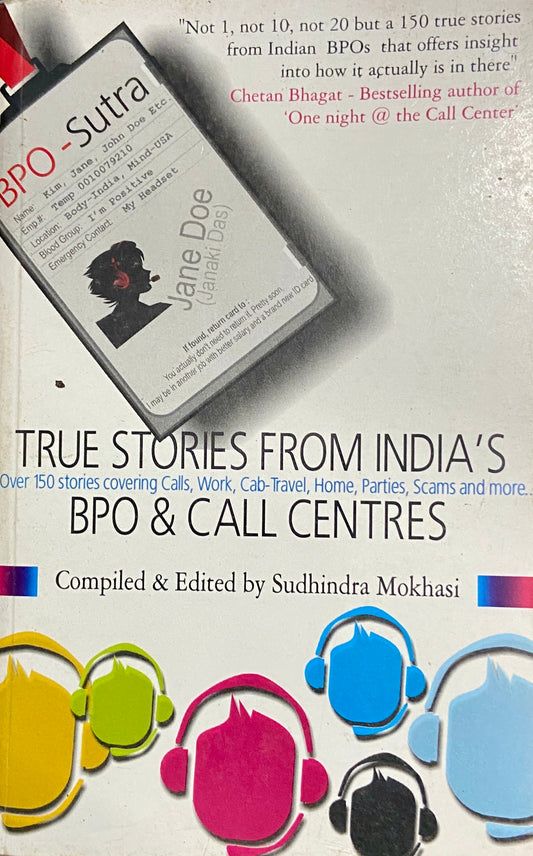 "Not 1, not 10, not 20 but a 150 true stories
from Indian BPOs that offers insight
into how it actually is in there"
Chetan Bhagat - Bestselling author of
'One night @ the Call Center'
BPO - Sutra
Name: Kim, Jane, John Doe Etc.
Emp#: Temp 0010079210
Location: Body-India, Mind-USA
Blood Group: I'm Positive
Emergency Contact: My Headset
Jane Doe
(Janaki Das)
If found, return card to :
You actually don't need to return it. Pretty soon,
I may be in another job with better salary and a brand new ID card
TRUE STORIES FROM INDIA'S
Over 150 stories covering Calls, Work, Cab-Travel, Home, Parties, Scams and more..
BPO & CALL CENTRES
Compiled & Edited by Sudhindra Mokhasi